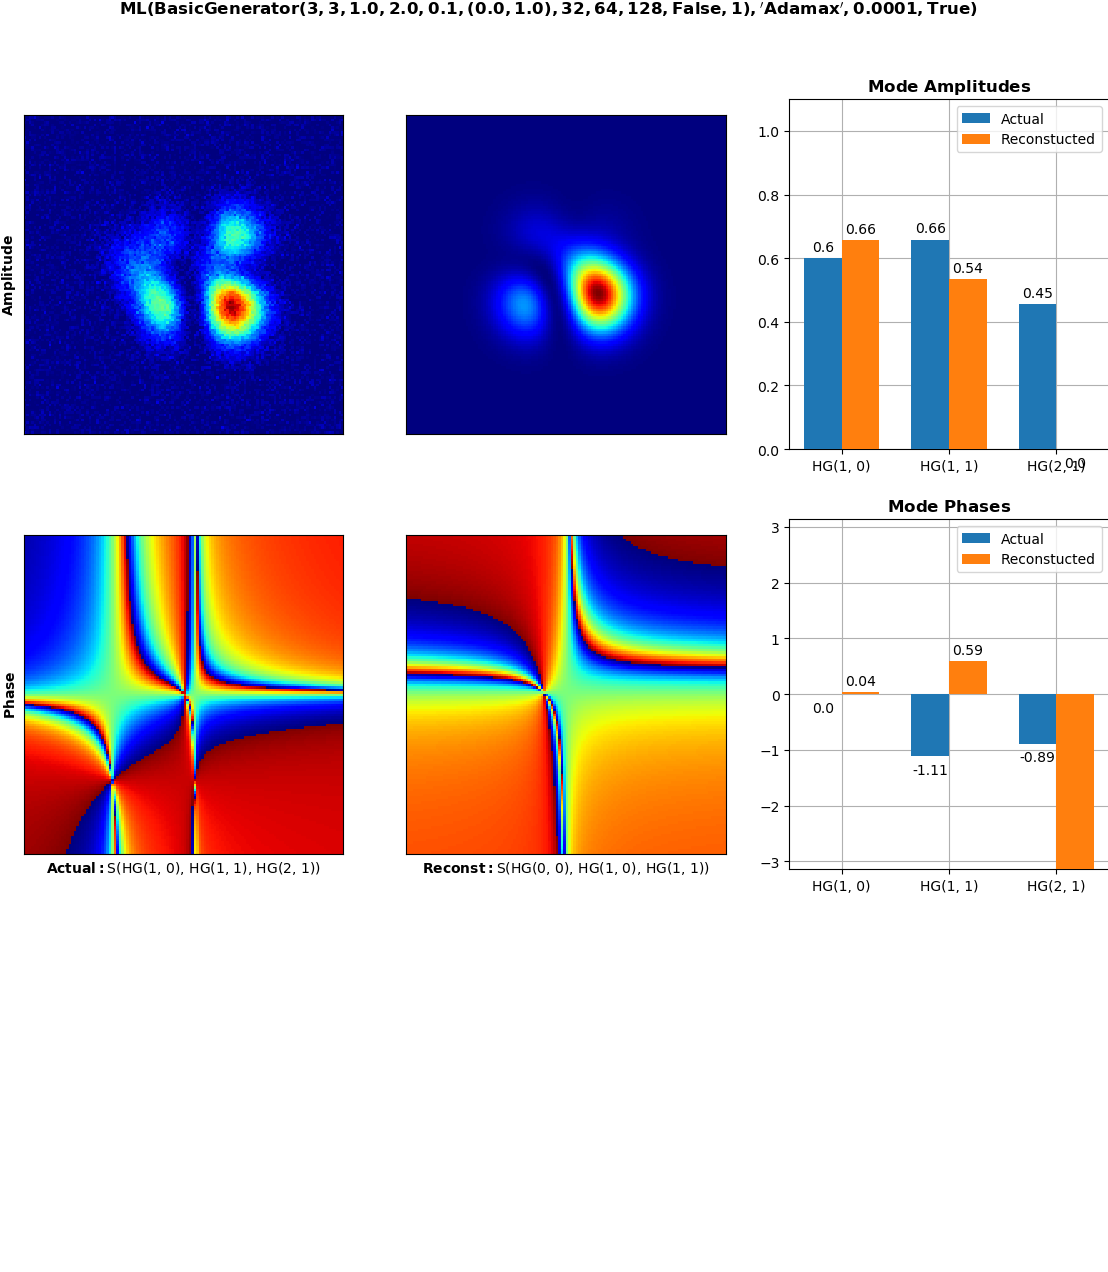 ML(BasicGenerator(3, 3, 1.0, 2.0, 0.1, (0.0, 1.0), 32, 64, 128, False, 1), 'Adamax', 0.0001, True)
Amplitude
Mode Amplitudes
Actual
Reconstucted
1.0
0.8
0.6
0.4
0.2
0.0
0.6
0.66
0.66
0.54
0.45
0.0
HG(1, 0)
HG(1, 1)
HG(2, 1)
Phase
Actual: S(HG(1, 0), HG(1, 1), HG(2, 1))
Reconst: S(HG(0, 0), HG(1, 0), HG(1, 1))
Mode Phases
Actual
Reconstucted
3
2
1
0
−1
−2
−3
0.0
0.04
-1.11
0.59
-0.89
HG(1, 0)
HG(1, 1)
HG(2, 1)